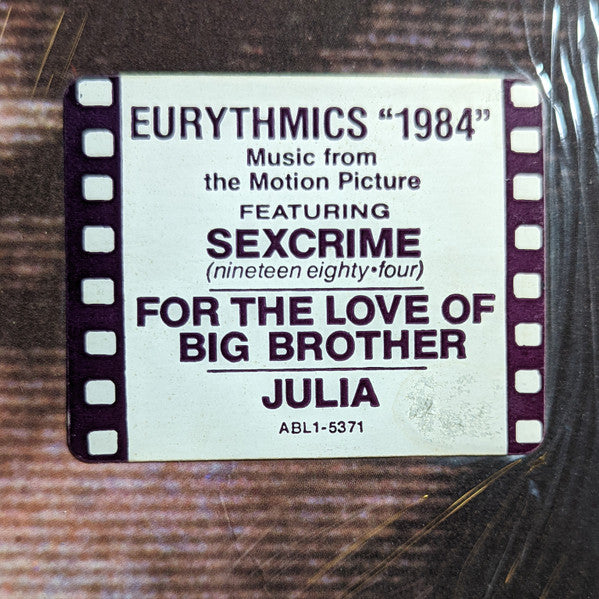 EURYTHMICS “1984”
Music from
the Motion Picture
FEATURING
SEXCRIME
(nineteen eighty•four)
FOR THE LOVE OF
BIG BROTHER
JULIA
ABL1-5371